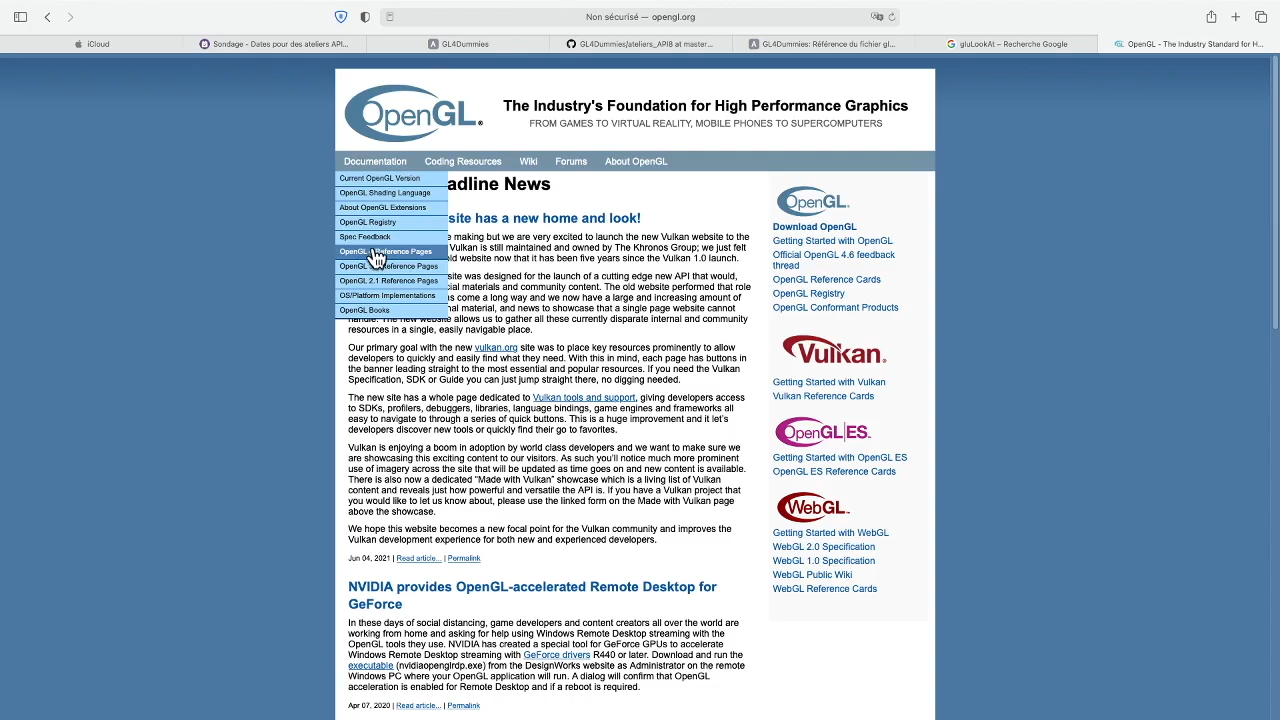 Non sécurisé — opengl.org
iCloud
Sondage - Dates pour des ateliers API...
GL4Dummies
GL4Dummies/ateliers_API8 at master...
GL4Dummies: Référence du fichier gl...
gluLookAt – Recherche Google
OpenGL - The Industry Standard for H...
OpenGL®
The Industry's Foundation for High Performance Graphics
FROM GAMES TO VIRTUAL REALITY, MOBILE PHONES TO SUPERCOMPUTERS
Documentation
Coding Resources
Wiki
Forums
About OpenGL
Current OpenGL Version
OpenGL Shading Language
About OpenGL Extensions
OpenGL Registry
Spec Feedback
OpenGL Reference Pages
OpenGL Reference Pages
OpenGL 2.1 Reference Pages
OS/Platform Implementations
OpenGL Books
adline News
site has a new home and look!
e making but we are very excited to launch the new Vulkan website to the
Vulkan is still maintained and owned by The Khronos Group; we just felt
old website now that it has been five years since the Vulkan 1.0 launch.
site was designed for the launch of a cutting edge new API that would,
cial materials and community content. The old website performed that role
s come a long way and we now have a large and increasing amount of
nal material, and news to showcase that a single page website cannot
handle. The new website allows us to gather all these currently disparate internal and community
resources in a single, easily navigable place.
Our primary goal with the new vulkan.org site was to place key resources prominently to allow
developers to quickly and easily find what they need. With this in mind, each page has buttons in
the banner leading straight to the most essential and popular resources. If you need the Vulkan
Specification, SDK or Guide you can just jump straight there, no digging needed.
The new site has a whole page dedicated to Vulkan tools and support, giving developers access
to SDKs, profilers, debuggers, libraries, language bindings, game engines and frameworks all
easy to navigate to through a series of quick buttons. This is a huge improvement and it let's
developers discover new tools or quickly find their go to favorites.
Vulkan is enjoying a boom in adoption by world class developers and we want to make sure we
are showcasing this exciting content to our visitors. As such you'll notice much more prominent
use of imagery across the site that will be updated as time goes on and new content is available.
There is also now a dedicated "Made with Vulkan" showcase which is a living list of Vulkan
content and reveals just how powerful and versatile the API is. If you have a Vulkan project that
you would like to let us know about, please use the linked form on the Made with Vulkan page
above the showcase.
We hope this website becomes a new focal point for the Vulkan community and improves the
Vulkan development experience for both new and experienced developers.
Jun 04, 2021 | Read article... | Permalink
NVIDIA provides OpenGL-accelerated Remote Desktop for
GeForce
In these days of social distancing, game developers and content creators all over the world are
working from home and asking for help using Windows Remote Desktop streaming with the
OpenGL tools they use. NVIDIA has created a special tool for GeForce GPUs to accelerate
Windows Remote Desktop streaming with GeForce drivers R440 or later. Download and run the
executable (nvidiaopenglrdp.exe) from the DesignWorks website as Administrator on the remote
Windows PC where your OpenGL application will run. A dialog will confirm that OpenGL
acceleration is enabled for Remote Desktop and if a reboot is required.
Apr 07, 2020 | Read article... | Permalink
OpenGL.
Download OpenGL
Getting Started with OpenGL
Official OpenGL 4.6 feedback
thread
OpenGL Reference Cards
OpenGL Registry
OpenGL Conformant Products
Vulkan.
Getting Started with Vulkan
Vulkan Reference Cards
OpenGL|ES.
Getting Started with OpenGL ES
OpenGL ES Reference Cards
WebGL.
Getting Started with WebGL
WebGL 2.0 Specification
WebGL 1.0 Specification
WebGL Public Wiki
WebGL Reference Cards